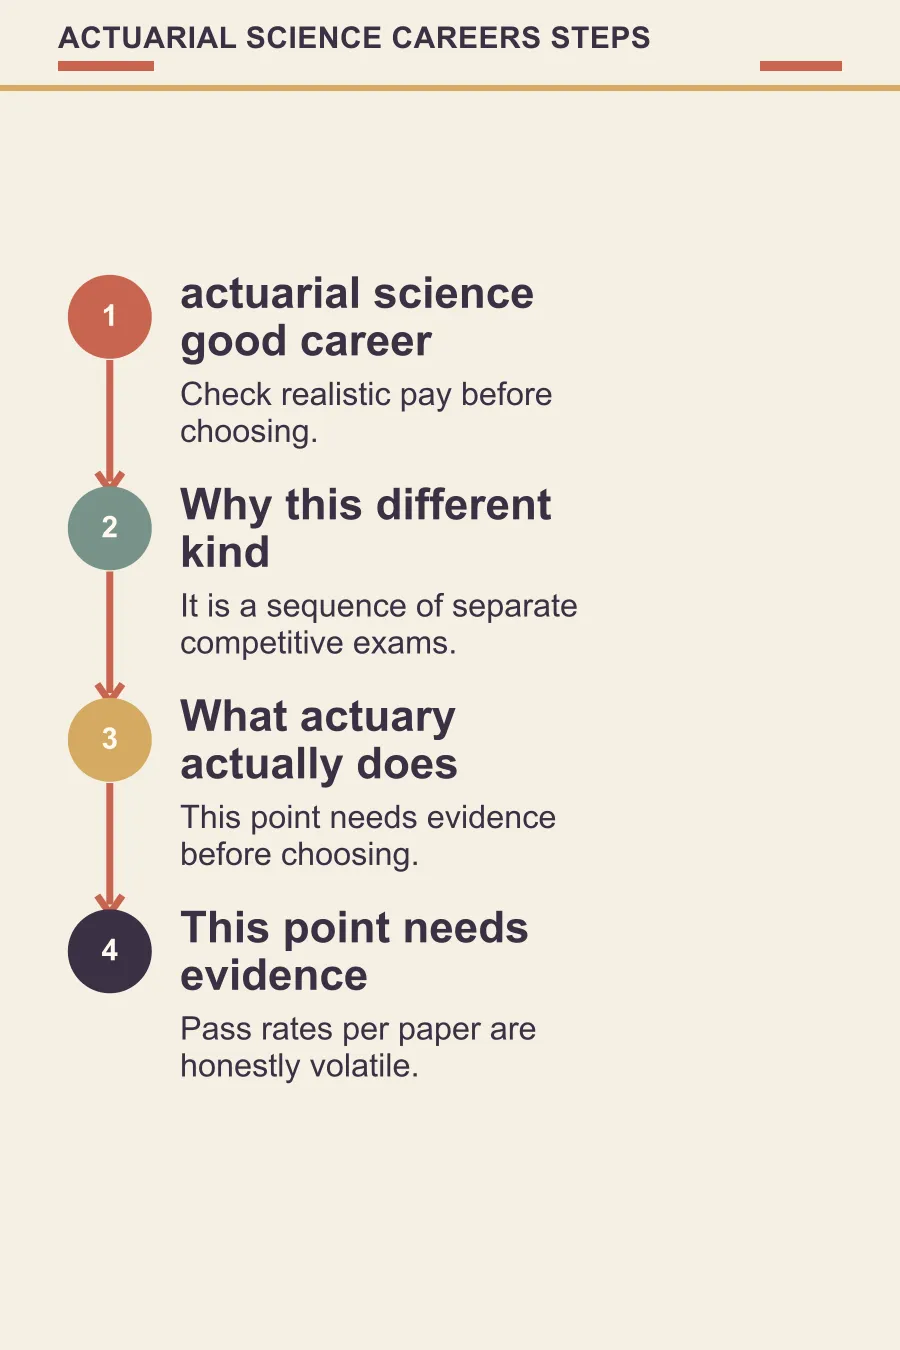 ACTUARIAL SCIENCE CAREERS STEPS
1
actuarial science
good career
Check realistic pay before
choosing.
2
Why this different
kind
It is a sequence of separate
competitive exams.
3
What actuary
actually does
This point needs evidence
before choosing.
4
This point needs
evidence
Pass rates per paper are
honestly volatile.